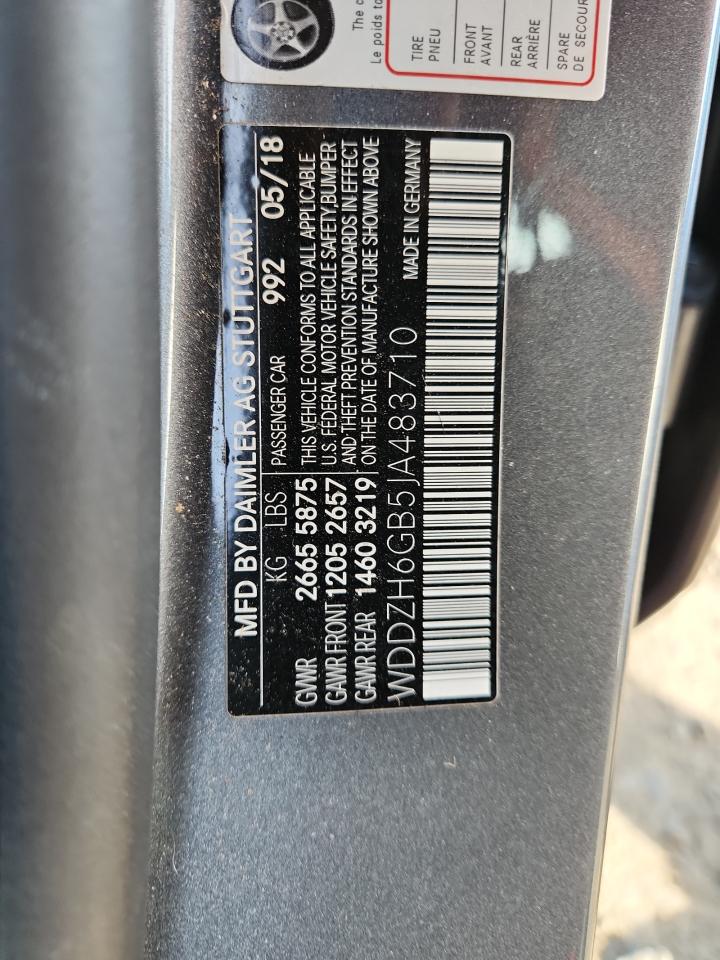 The c
Le poids to
TIRE
PNEU
FRONT
AVANT
REAR
ARRIÈRE
SPARE
DE SECOUR
MFD BY DAIMLER AG STUTTGART
KG LBS PASSENGER CAR 992 05/18
GVWR 2665 5875
GAWR FRONT 1205 2657
GAWR REAR 1460 3219
THIS VEHICLE CONFORMS TO ALL APPLICABLE
U.S. FEDERAL MOTOR VEHICLE SAFETY,BUMPER
AND THEFT PREVENTION STANDARDS IN EFFECT
ON THE DATE OF MANUFACTURE SHOWN ABOVE
WDDZH6GB5JA483710 MADE IN GERMANY